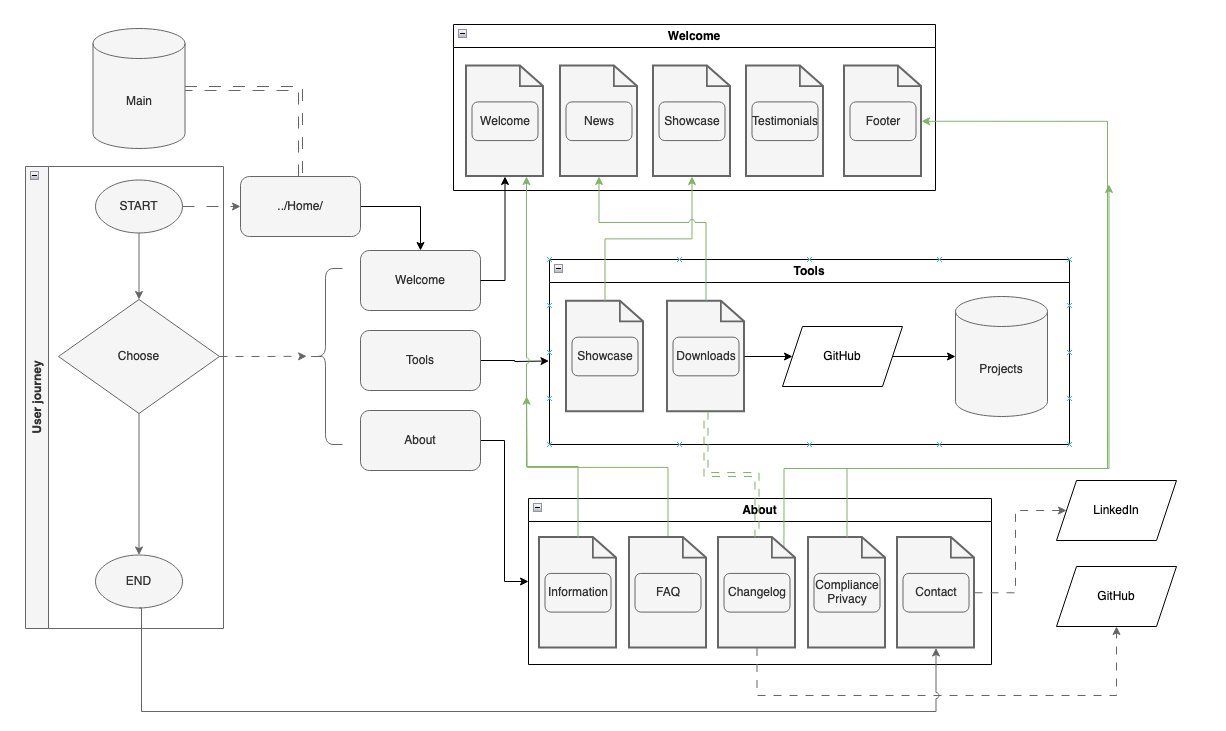 Main
Welcome
Welcome
News
Showcase
Testimonials
Footer
User journey
START
../Home/
Choose
Welcome
Tools
About
Tools
Showcase
Downloads
GitHub
Projects
END
About
Information
FAQ
Changelog
Compliance
Privacy
Contact
LinkedIn
GitHub